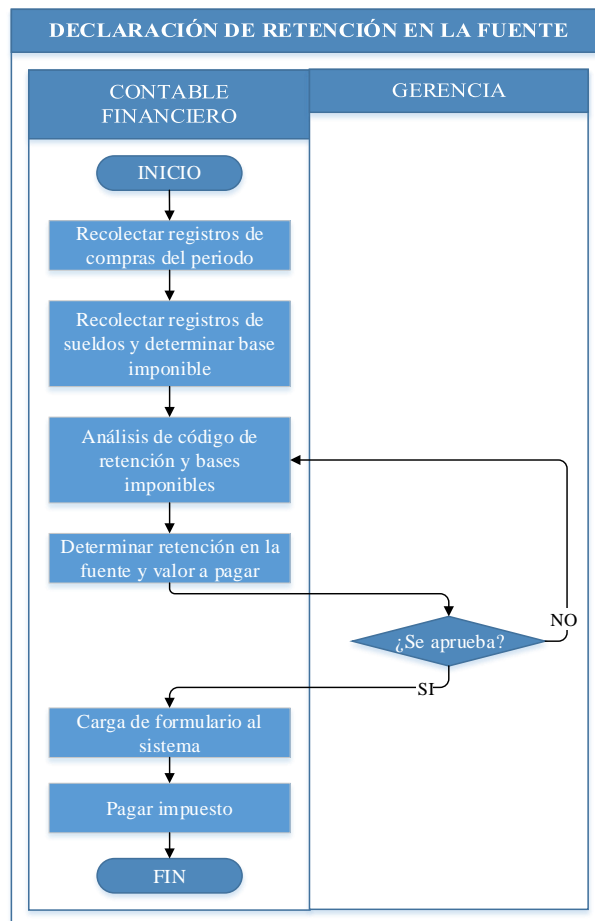 DECLARACIÓN DE RETENCIÓN EN LA FUENTE
CONTABLE
FINANCIERO
GERENCIA
INICIO
Recolectar registros de
compras del periodo
Recolectar registros de
sueldos y determinar base
imponible
Análisis de código de
retención y bases
imponibles
Determinar retención en la
fuente y valor a pagar
¿Se aprueba?
NO
SI
Carga de formulario al
sistema
Pagar impuesto
FIN